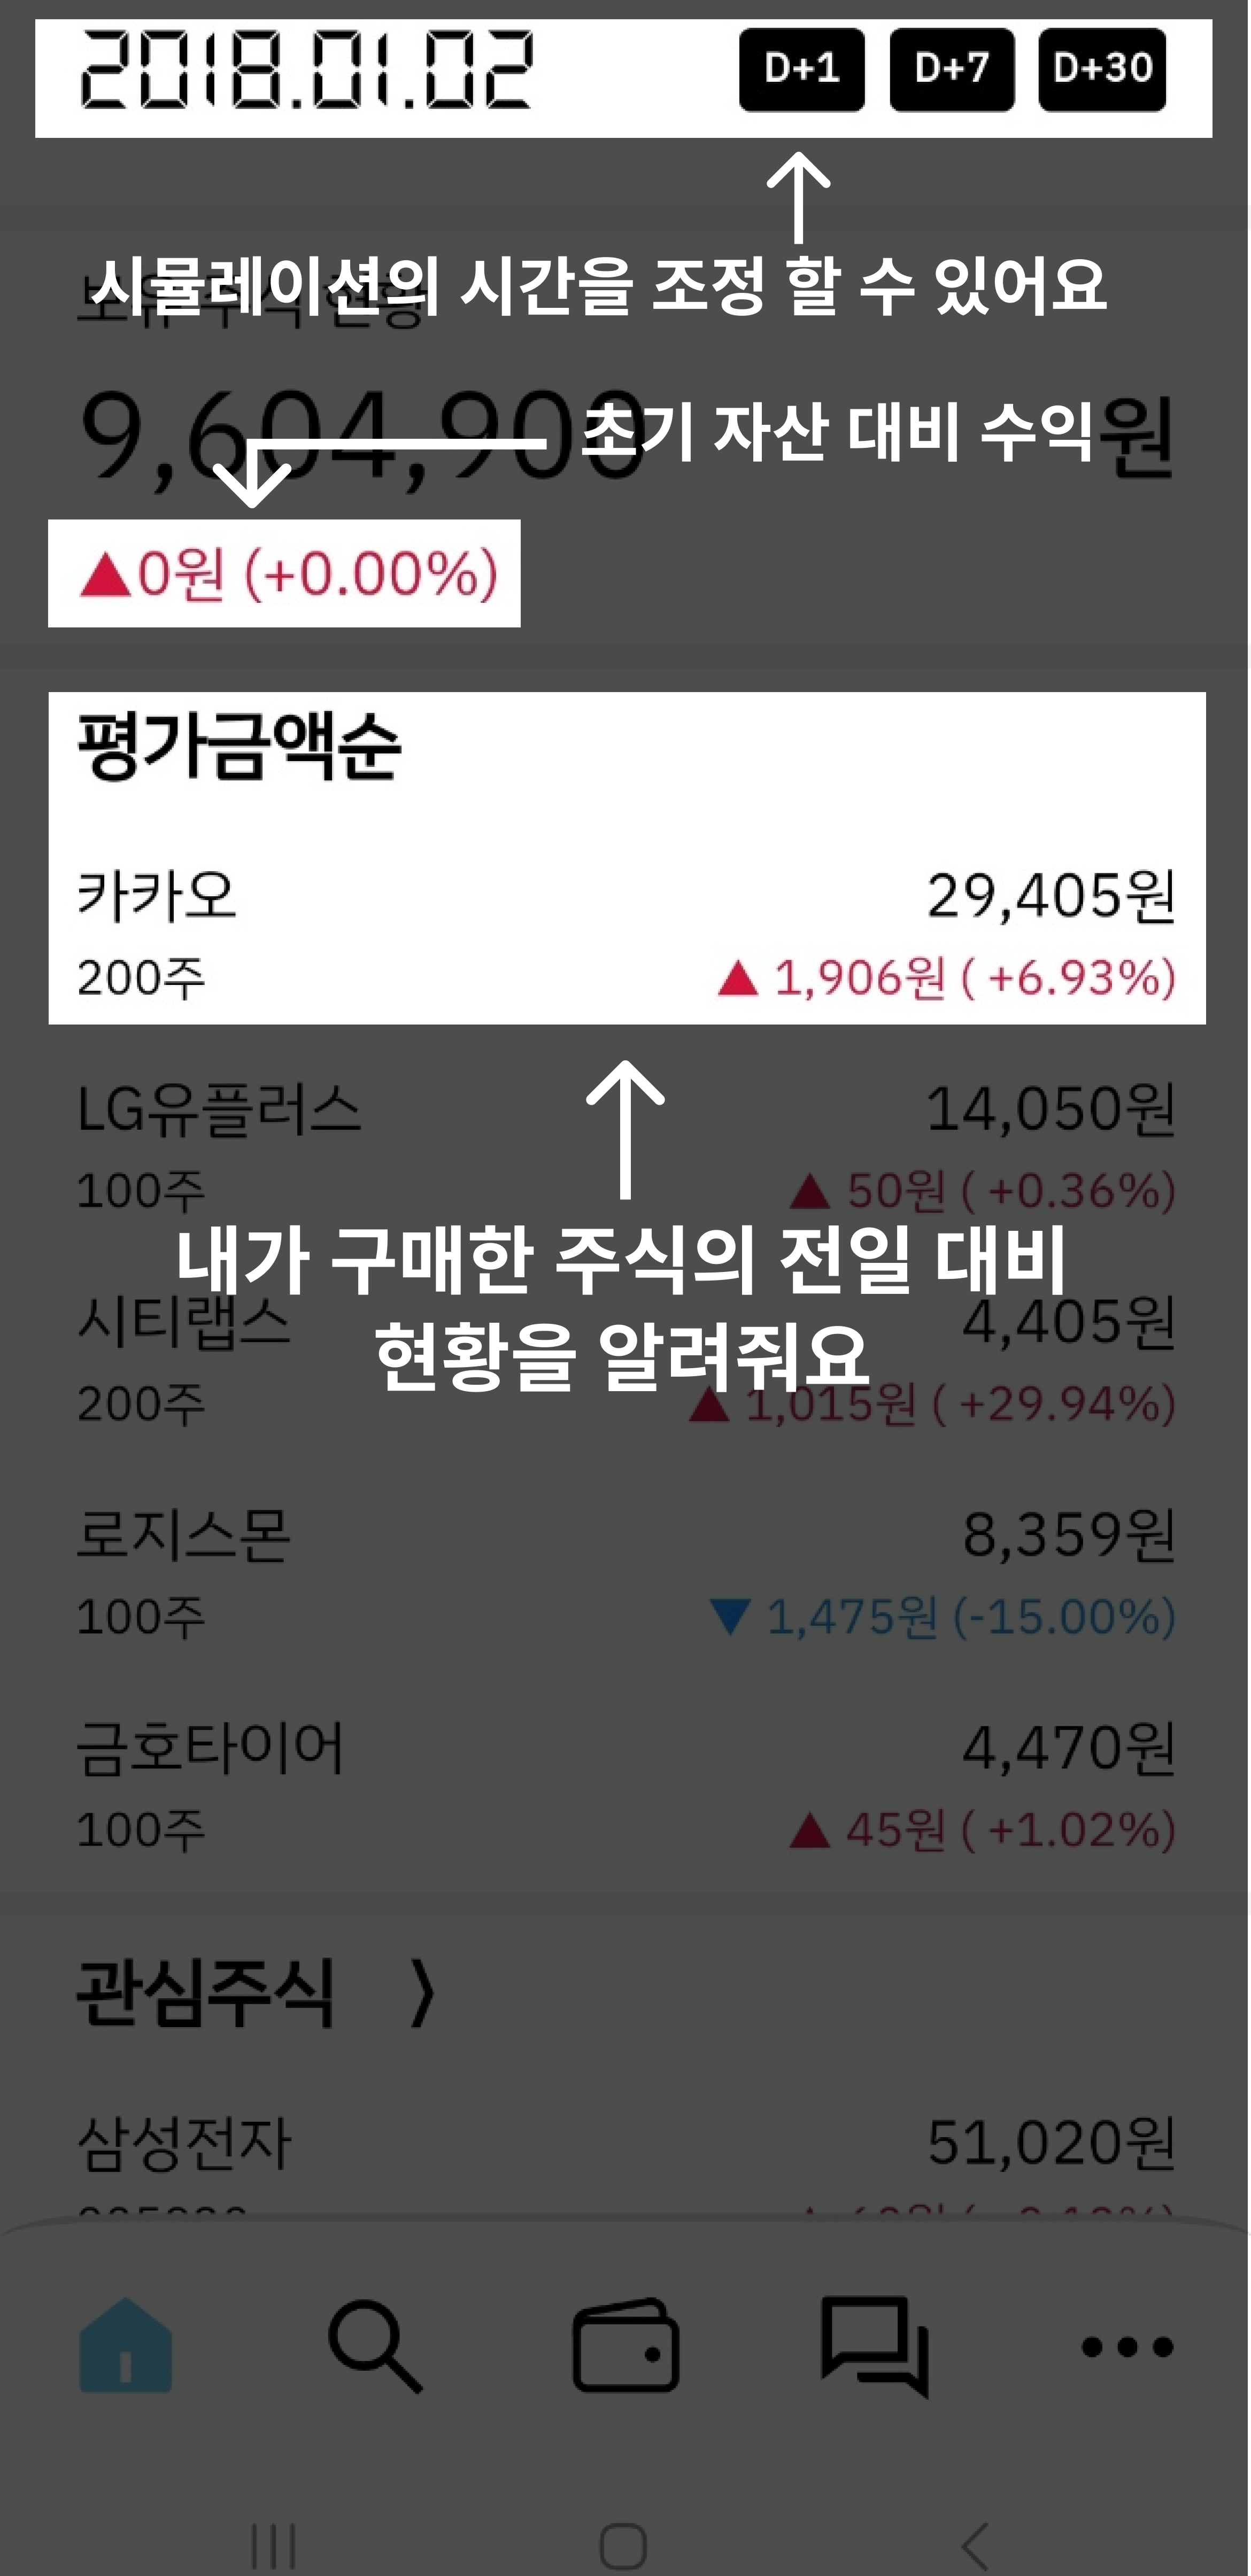 2018.01.02 D+1 D+7 D+30
시뮬레이션의 시간을 조정 할 수 있어요
보유주식 현황
9,604,900 원
초기 자산 대비 수익
▲0원 (+0.00%)
평가금액순
카카오 29,405원
200주 ▲ 1,906원 ( +6.93%)
LG유플러스 14,050원
100주 ▲ 50원 ( +0.36%)
내가 구매한 주식의 전일 대비
현황을 알려줘요
시티랩스 4,405원
200주 ▲ 1,015원 ( +29.94%)
로지스몬 8,359원
100주 ▼ 1,475원 (-15.00%)
금호타이어 4,470원
100주 ▲ 45원 ( +1.02%)
관심주식 〉
삼성전자 51,020원